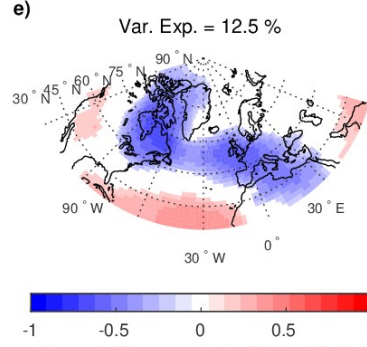 e)
Var. Exp. = 12.5 %
90 ° N
75 ° N
60 ° N
45 ° N
30 ° N
90 ° W
30 ° W
0 °
30 ° E
-1 -0.5 0 0.5